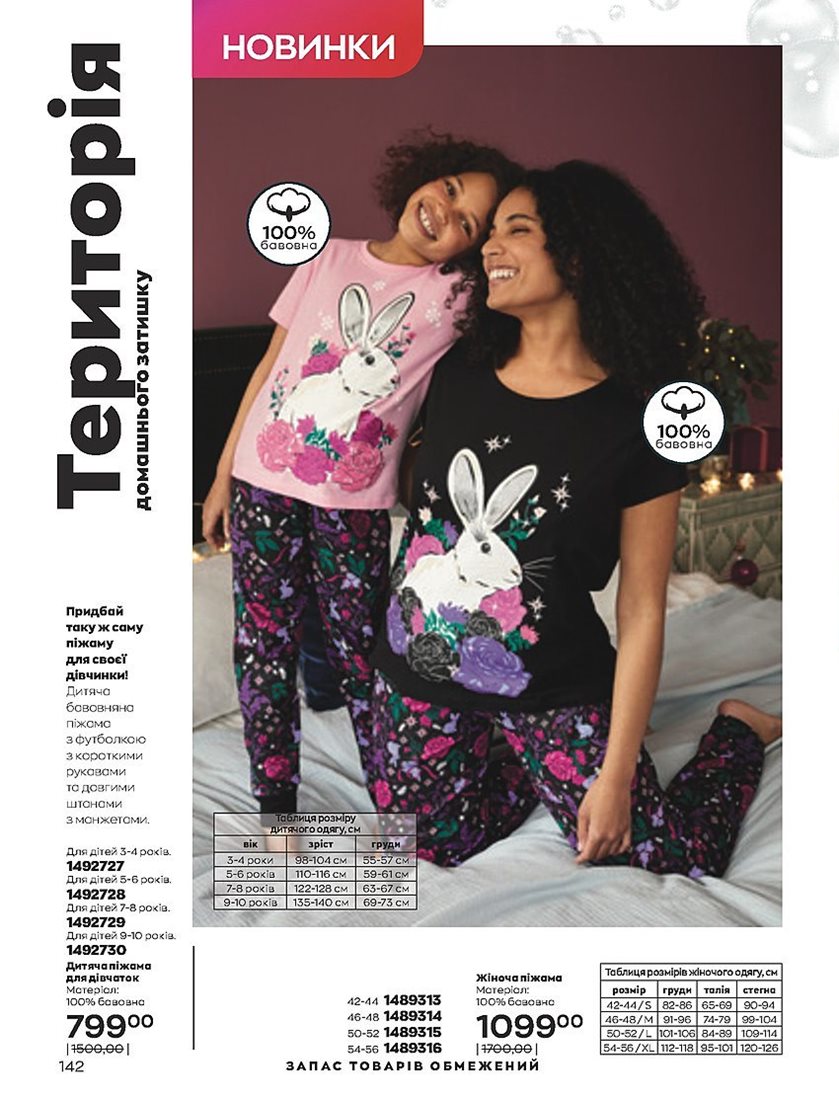 НОВИНКИ
Територія
домашнього затишку
100%
бавовна
100%
бавовна
Придбай
таку ж саму
піжаму
для своєї
дівчинки!
Дитяча
бавовняна
піжама
з футболкою
з короткими
рукавами
та довгими
штанами
з манжетами.
Для дітей 3-4 років.
1492727
Для дітей 5-6 років.
1492728
Для дітей 7-8 років.
1492729
Для дітей 9-10 років.
1492730
Дитяча піжама
для дівчаток
Матеріал:
100% бавовна
79900
|1500,00|
Таблиця розміру
дитячого одягу, см
вік зріст груди
3-4 роки 98-104 см 55-57 см
5-6 років 110-116 см 59-61 см
7-8 років 122-128 см 63-67 см
9-10 років 135-140 см 69-73 см
42-44 1489313
46-48 1489314
50-52 1489315
54-56 1489316
Жіноча піжама
Матеріал:
100% бавовна
109900
|1700,00|
Таблиця розмірів жіночого одягу, см
розмір груди талія стегна
42-44/S 82-86 65-69 90-94
46-48/M 91-96 74-79 99-104
50-52/L 101-106 84-89 109-114
54-56/XL 112-118 95-101 120-126
142
ЗАПАС ТОВАРІВ ОБМЕЖЕНИЙ